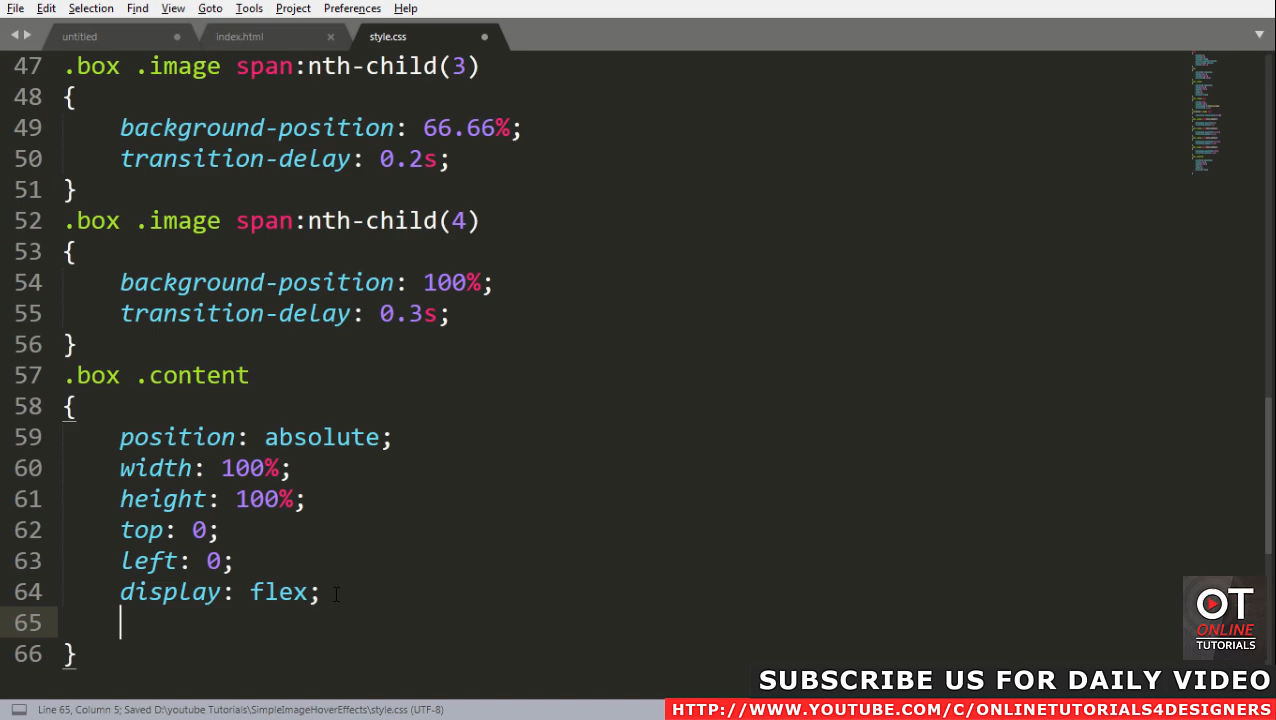 File Edit Selection Find View Goto Tools Project Preferences Help
untitled index.html style.css
47 .box .image span:nth-child(3)
48 {
49 background-position: 66.66%;
50 transition-delay: 0.2s;
51 }
52 .box .image span:nth-child(4)
53 {
54 background-position: 100%;
55 transition-delay: 0.3s;
56 }
57 .box .content
58 {
59 position: absolute;
60 width: 100%;
61 height: 100%;
62 top: 0;
63 left: 0;
64 display: flex;
65
66 }
OT
ONLINE
TUTORIALS
SUBSCRIBE US FOR DAILY VIDEO
HTTP://WWW.YOUTUBE.COM/C/ONLINETUTORIALS4DESIGNERS
Line 65, Column 5; Saved D:\youtube Tutorials\SimpleImageHoverEffects\style.css (UTF-8)